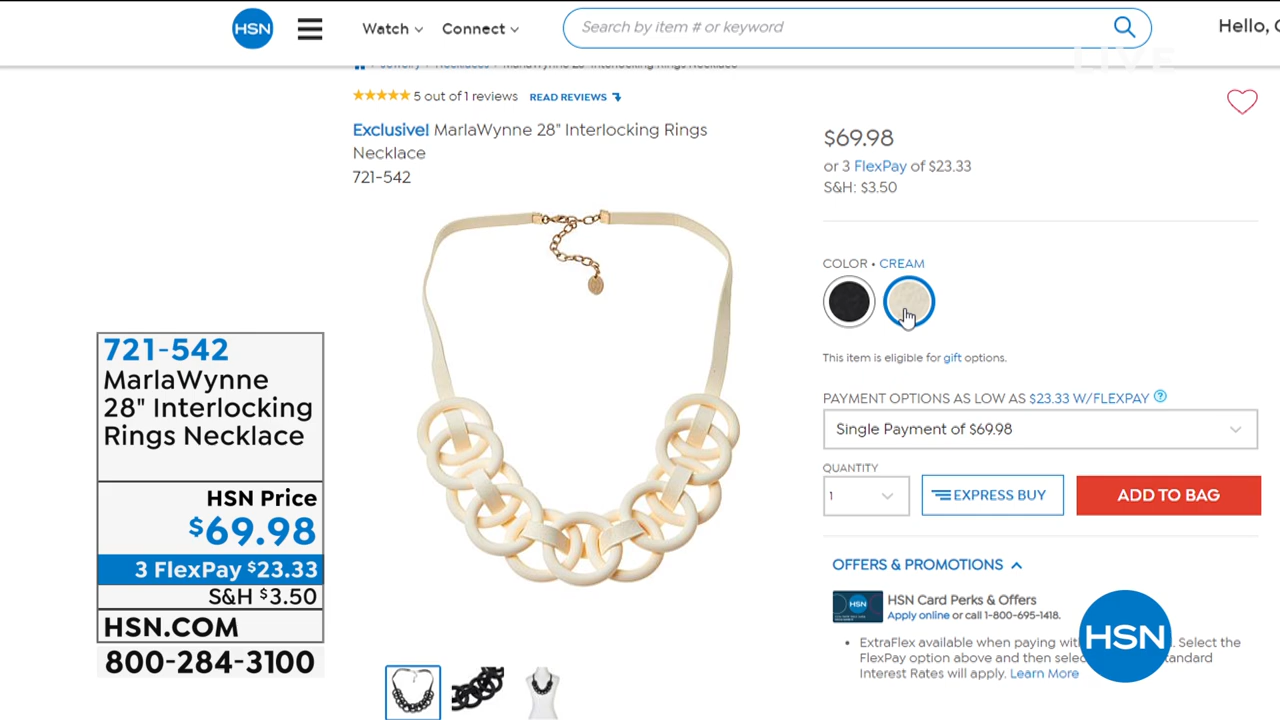 HSN
Watch
Connect
Search by item # or keyword
Hello,
LIVE
5 out of 1 reviews READ REVIEWS
Exclusive! MarlaWynne 28" Interlocking Rings
Necklace
721-542
$69.98
or 3 FlexPay of $23.33
S&H: $3.50
COLOR • CREAM
This item is eligible for gift options.
PAYMENT OPTIONS AS LOW AS $23.33 W/FLEXPAY ?
Single Payment of $69.98
QUANTITY
1
EXPRESS BUY
ADD TO BAG
OFFERS & PROMOTIONS
HSN
HSN Card Perks & Offers
Apply online or call 1-800-695-1418.
• ExtraFlex available when paying . Select the
FlexPay option above and then
Interest Rates will apply. Learn More
HSN
721-542
MarlaWynne
28" Interlocking
Rings Necklace
HSN Price
$69.98
3 FlexPay $23.33
S&H $3.50
HSN.COM
800-284-3100